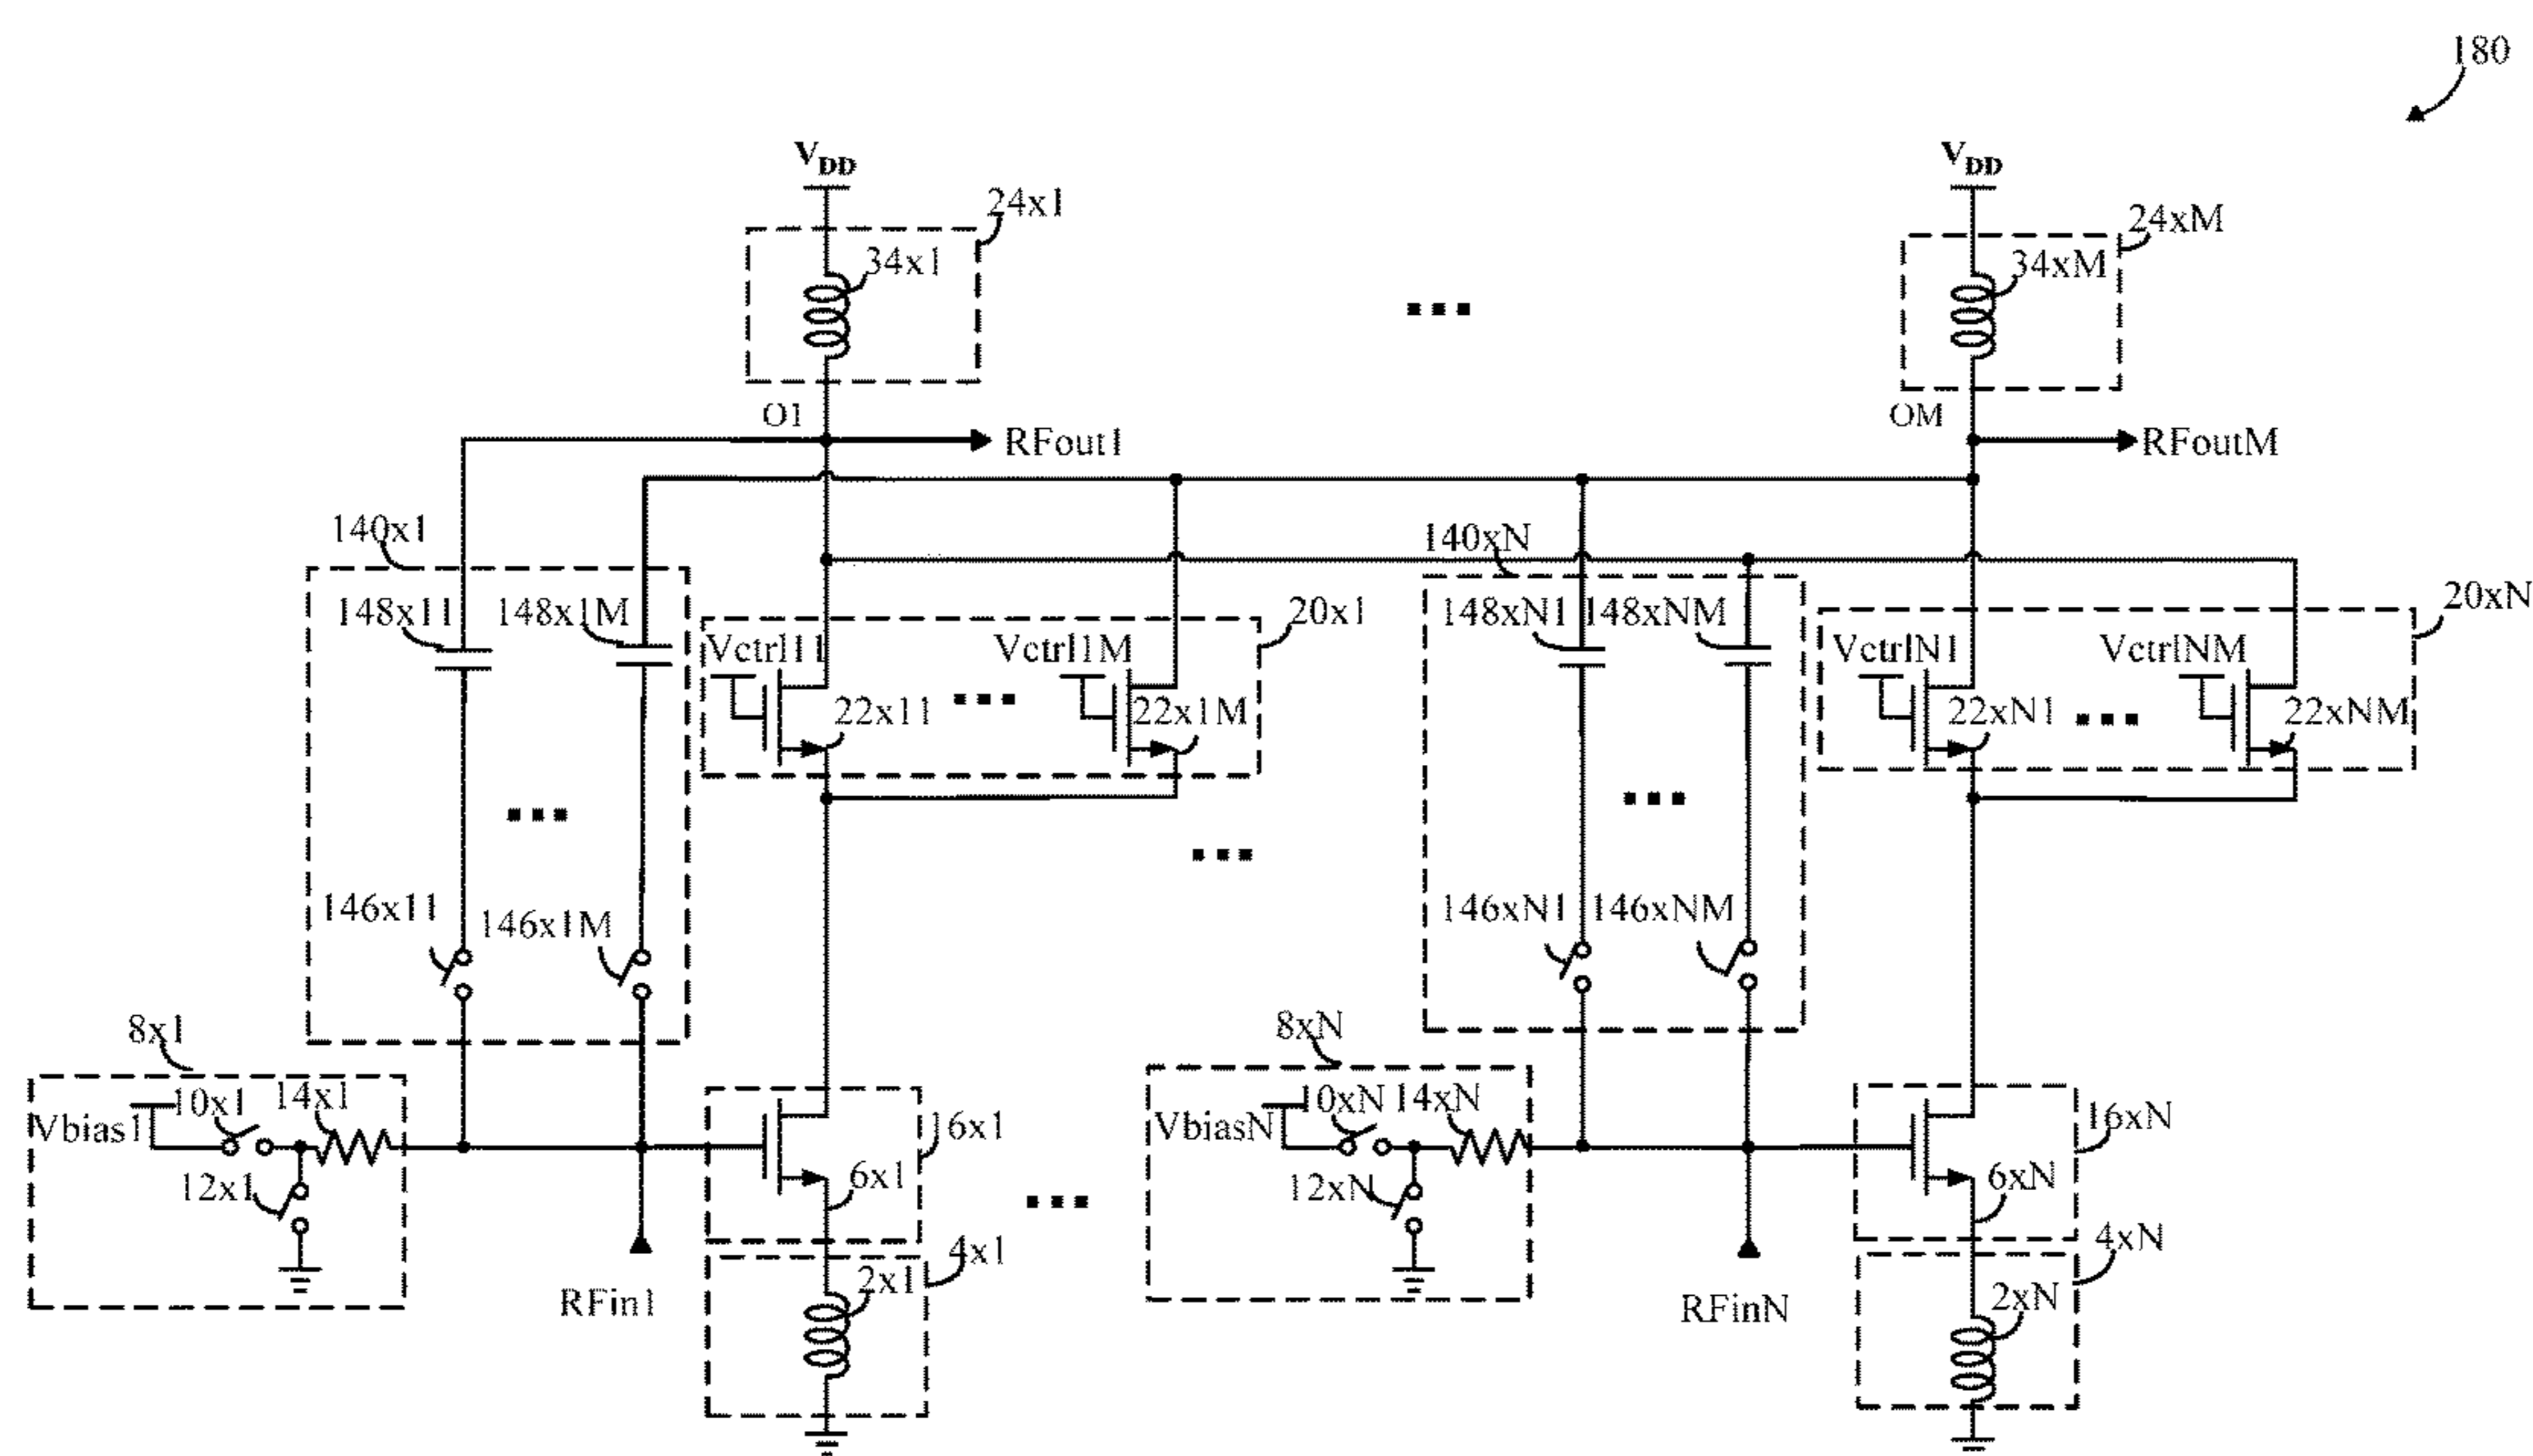 180
VDD
VDD
24x1
24xM
34x1
34xM
O1
OM
RFout1
RFoutM
140x1
140xN
148x11
148x1M
20x1
148xN1
148xNM
20xN
Vctrl11
Vctrl1M
VctrlN1
VctrlNM
22x11
22x1M
22xN1
22xNM
146x11
146x1M
146xN1
146xNM
8x1
8xN
10x1
14x1
10xN
14xN
Vbias1
16x1
VbiasN
16xN
12x1
6x1
12xN
6xN
4x1
4xN
RFin1
2x1
RFinN
2xN